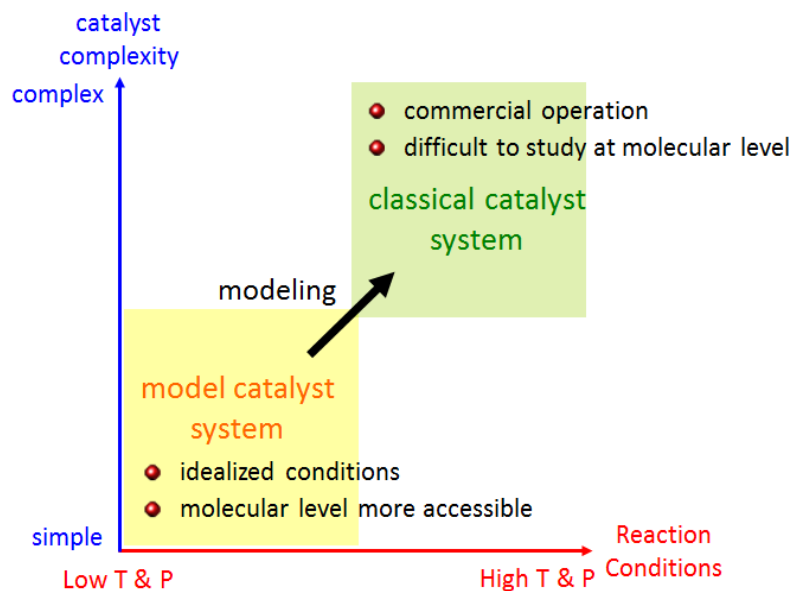 catalyst
complexity
complex
commercial operation
difficult to study at molecular level
classical catalyst
system
modeling
model catalyst
system
idealized conditions
molecular level more accessible
simple
Low T & P
High T & P
Reaction
Conditions